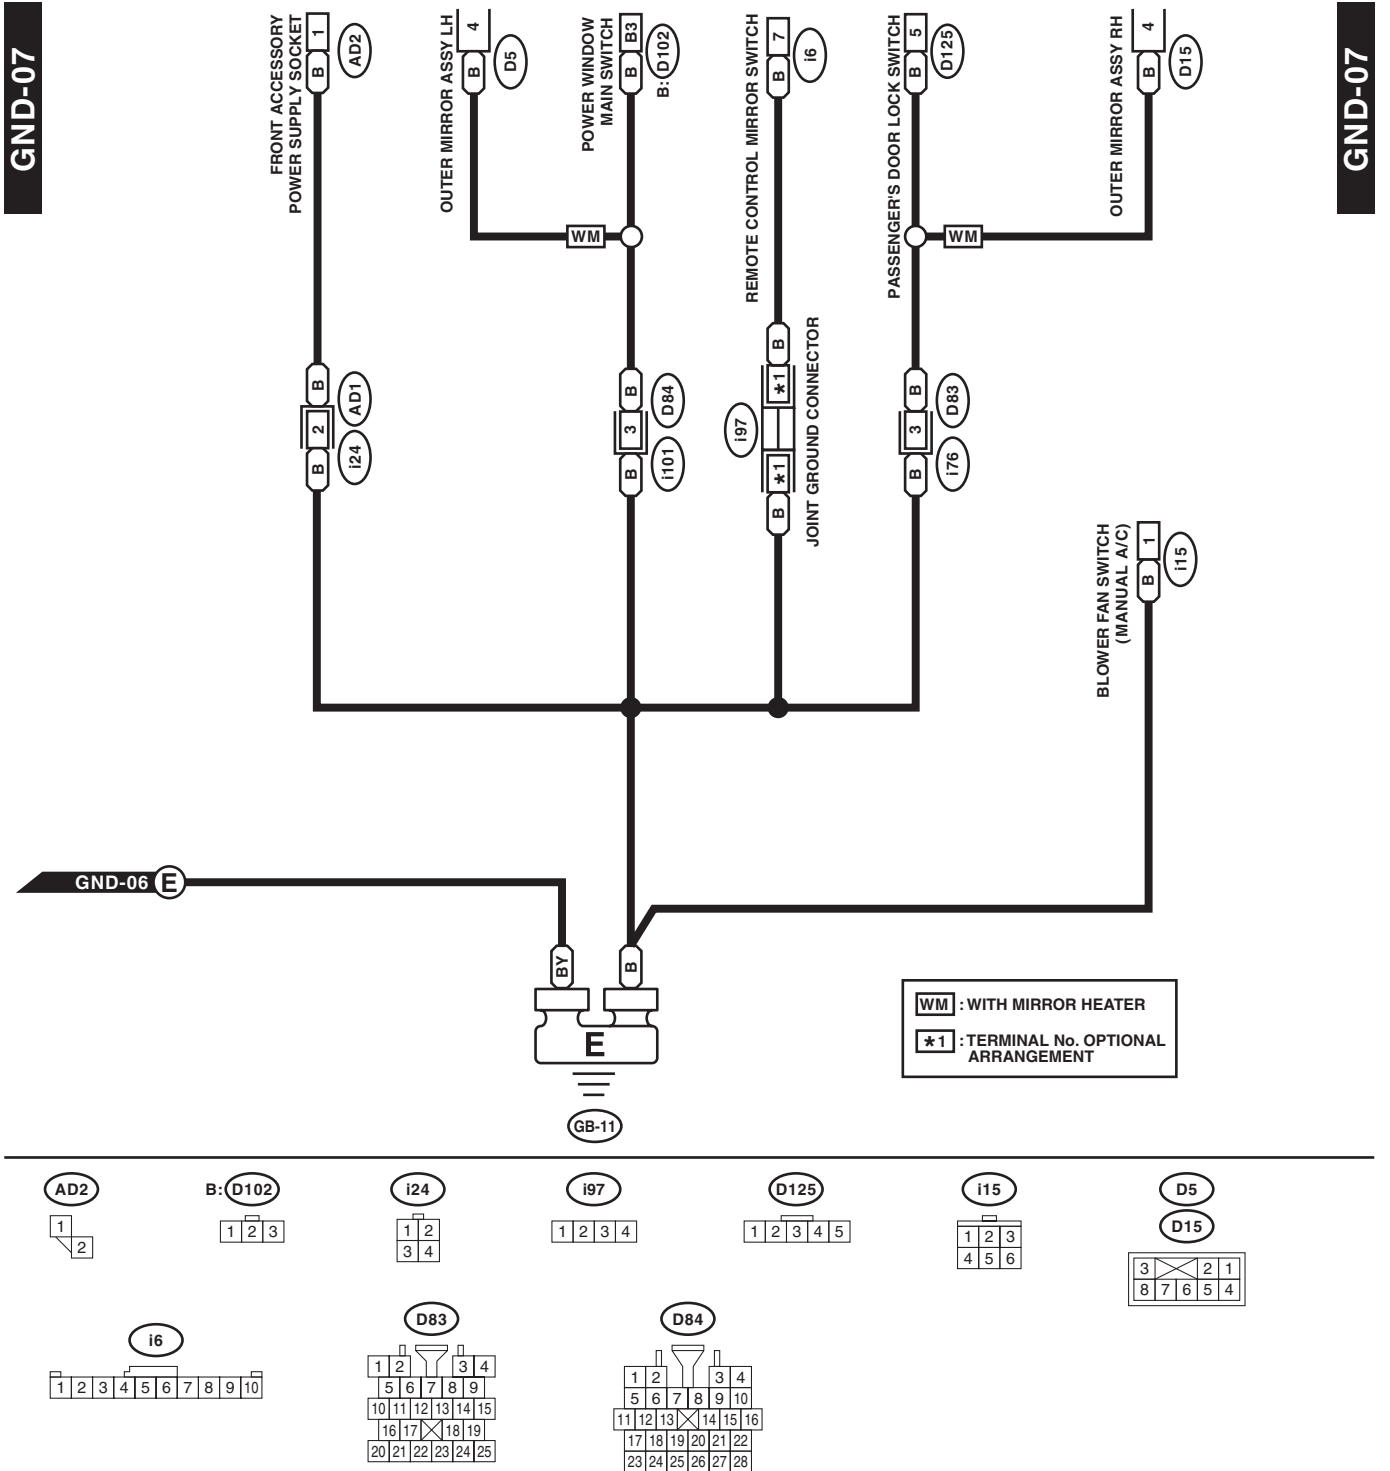 GND-07
GND-07
FRONT ACCESSORY
POWER SUPPLY SOCKET
1
B
AD2
OUTER MIRROR ASSY LH
4
B
D5
POWER WINDOW
MAIN SWITCH
B3
B
B: D102
REMOTE CONTROL MIRROR SWITCH
7
B
i6
PASSENGER'S DOOR LOCK SWITCH
5
B
D125
OUTER MIRROR ASSY RH
4
B
D15
WM
WM
B
2
B
AD1
i24
B
3
B
D84
i101
B
*1
*1
B
i97
JOINT GROUND CONNECTOR
B
3
B
D83
i76
BLOWER FAN SWITCH
(MANUAL A/C)
1
B
i15
GND-06 E
BY
B
E
GB-11
WM : WITH MIRROR HEATER
*1 : TERMINAL No. OPTIONAL
ARRANGEMENT
AD2
1
2
B: D102
1 2 3
i24
1 2
3 4
i97
1 2 3 4
D125
1 2 3 4 5
i15
1 2 3
4 5 6
D5
D15
3 2 1
8 7 6 5 4
i6
1 2 3 4 5 6 7 8 9 10
D83
1 2 3 4
5 6 7 8 9
10 11 12 13 14 15
16 17 18 19
20 21 22 23 24 25
D84
1 2 3 4
5 6 7 8 9 10
11 12 13 14 15 16
17 18 19 20 21 22
23 24 25 26 27 28